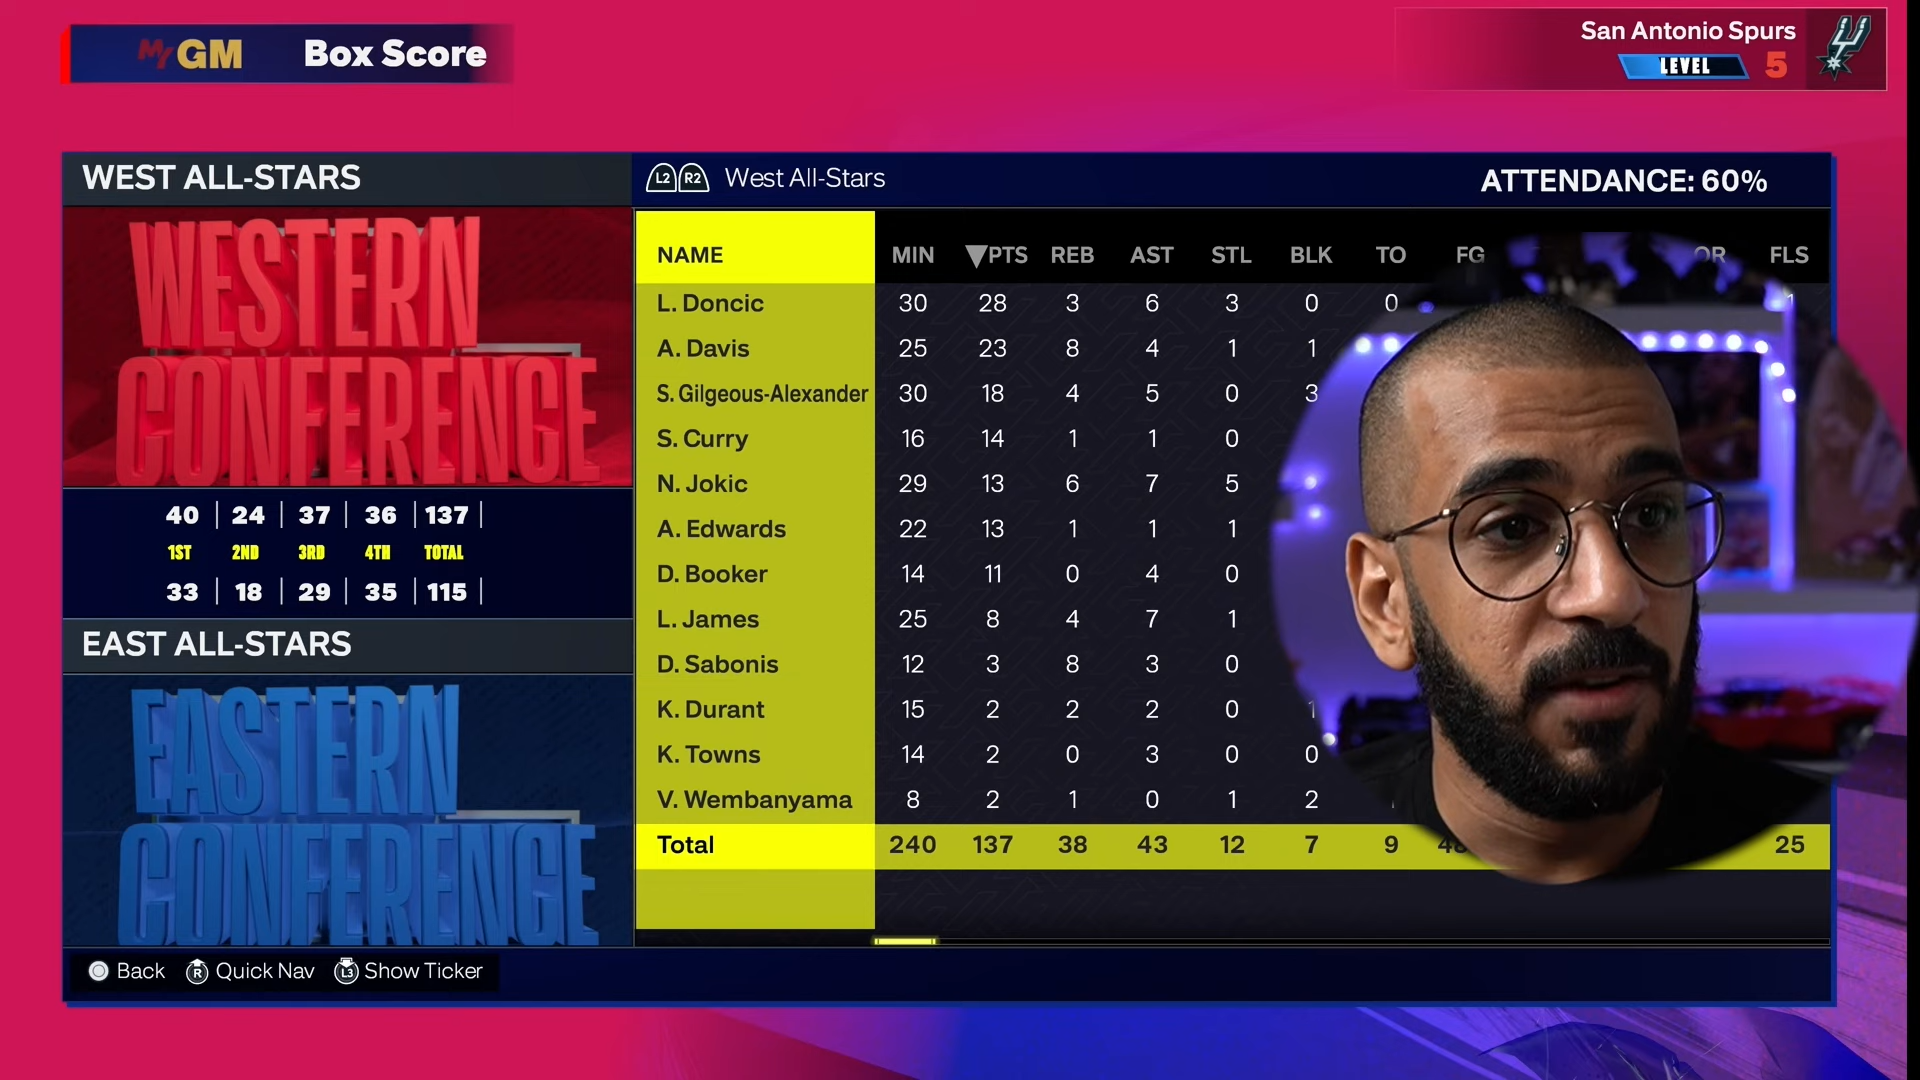 MyGM Box Score
San Antonio Spurs
LEVEL 5
WEST ALL-STARS
WESTERN
CONFERENCE
40 24 37 36 137
1ST 2ND 3RD 4TH TOTAL
33 18 29 35 115
EAST ALL-STARS
EASTERN
CONFERENCE
L2 R2 West All-Stars ATTENDANCE: 60%
NAME MIN ▼PTS REB AST STL BLK TO FG OR FLS
L. Doncic 30 28 3 6 3 0 0 1
A. Davis 25 23 8 4 1 1
S. Gilgeous-Alexander 30 18 4 5 0 3
S. Curry 16 14 1 1 0
N. Jokic 29 13 6 7 5
A. Edwards 22 13 1 1 1
D. Booker 14 11 0 4 0
L. James 25 8 4 7 1
D. Sabonis 12 3 8 3 0
K. Durant 15 2 2 2 0 1
K. Towns 14 2 0 3 0 0
V. Wembanyama 8 2 1 0 1 2
Total 240 137 38 43 12 7 9 25
Back R Quick Nav L3 Show Ticker